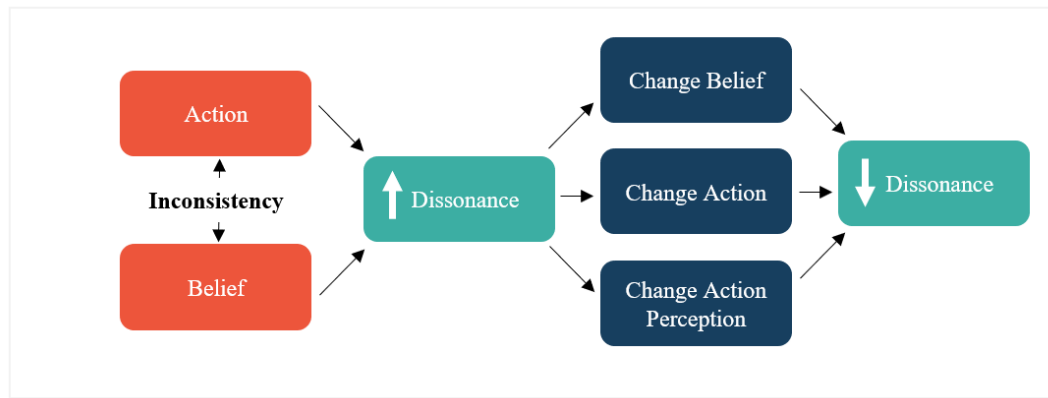 Action
Inconsistency
Belief
Dissonance
Change Belief
Change Action
Change Action
Perception
Dissonance